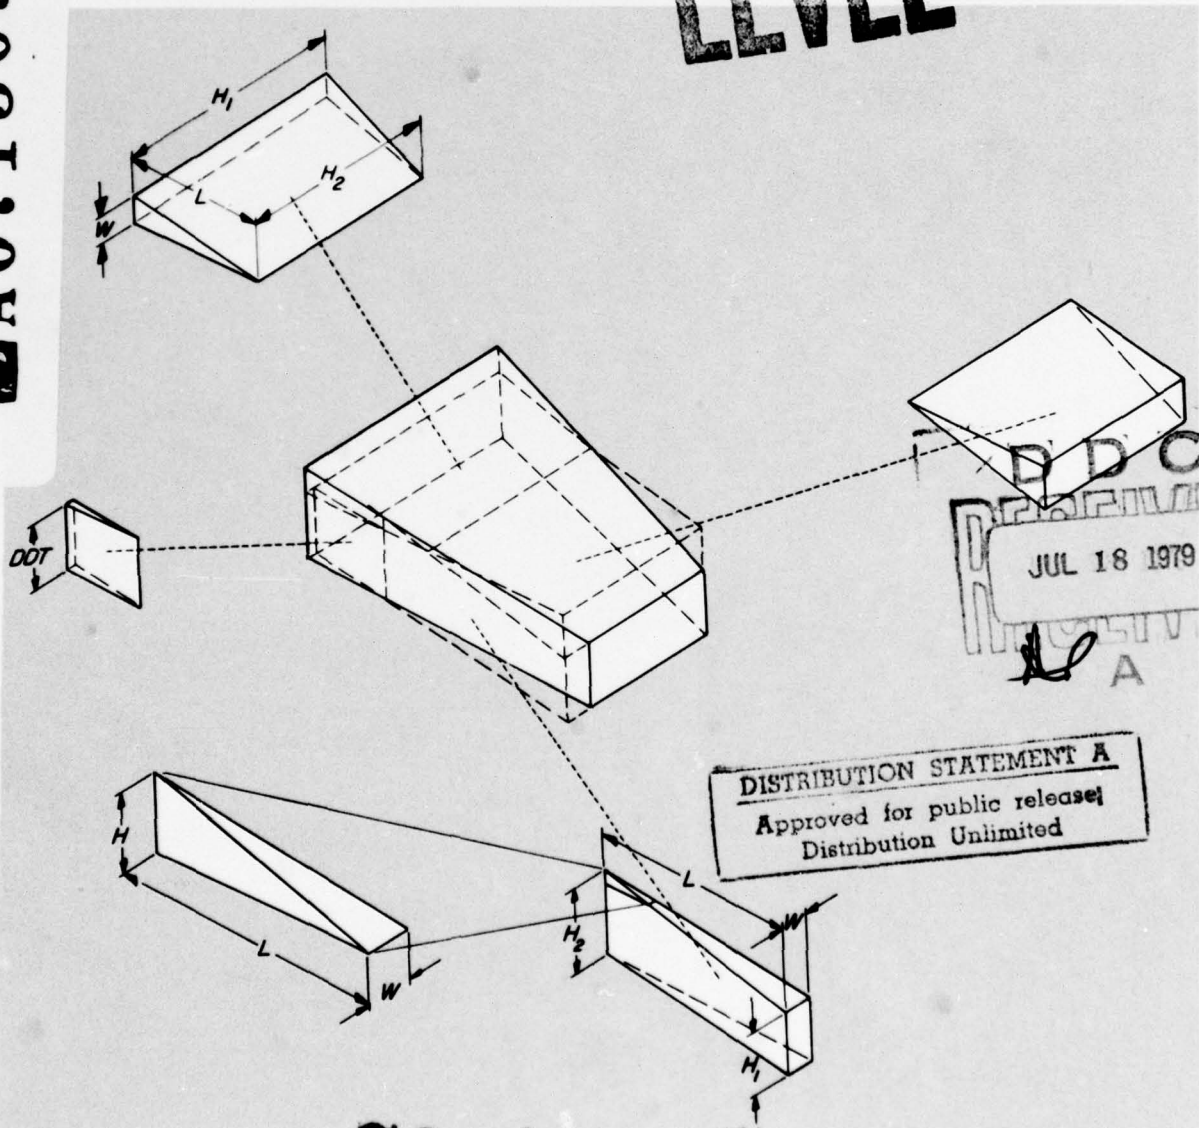 LEVEL
H1
H2
L
W
DDT
D D C
JUL 18 1979
A
DISTRIBUTION STATEMENT A
Approved for public release;
Distribution Unlimited
H
L
W
L
W
H2
H1